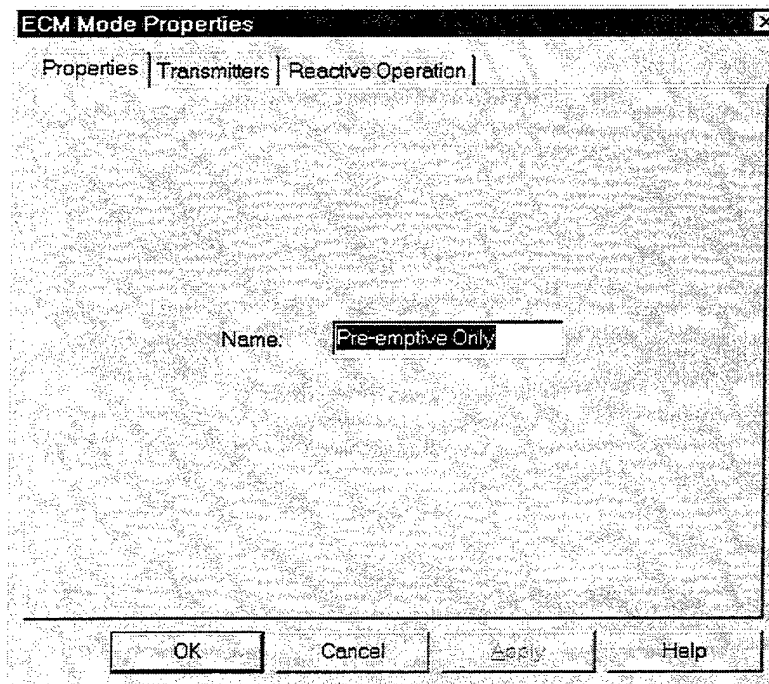 ECM Mode Properties
Properties Transmitters Reactive Operation
Name: Pre-emptive Only
OK Cancel Apply Help